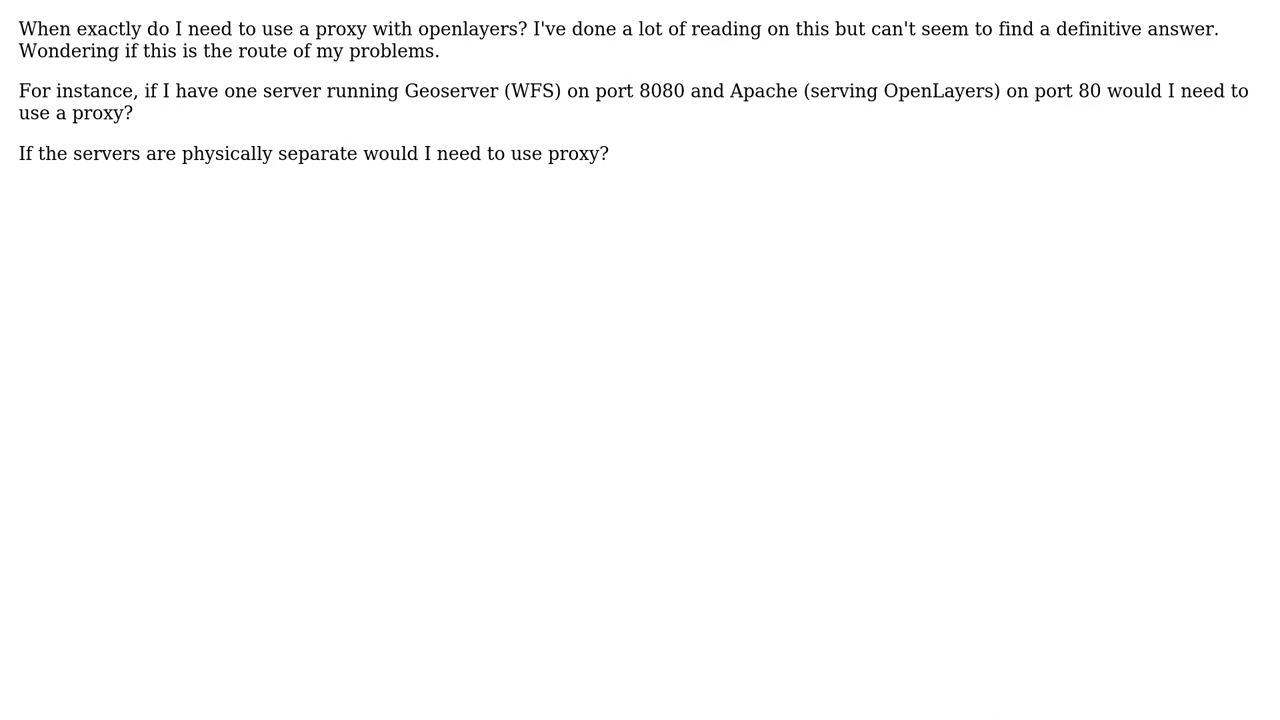 When exactly do I need to use a proxy with openlayers? I've done a lot of reading on this but can't seem to find a definitive answer.
Wondering if this is the route of my problems.
For instance, if I have one server running Geoserver (WFS) on port 8080 and Apache (serving OpenLayers) on port 80 would I need to
use a proxy?
If the servers are physically separate would I need to use proxy?